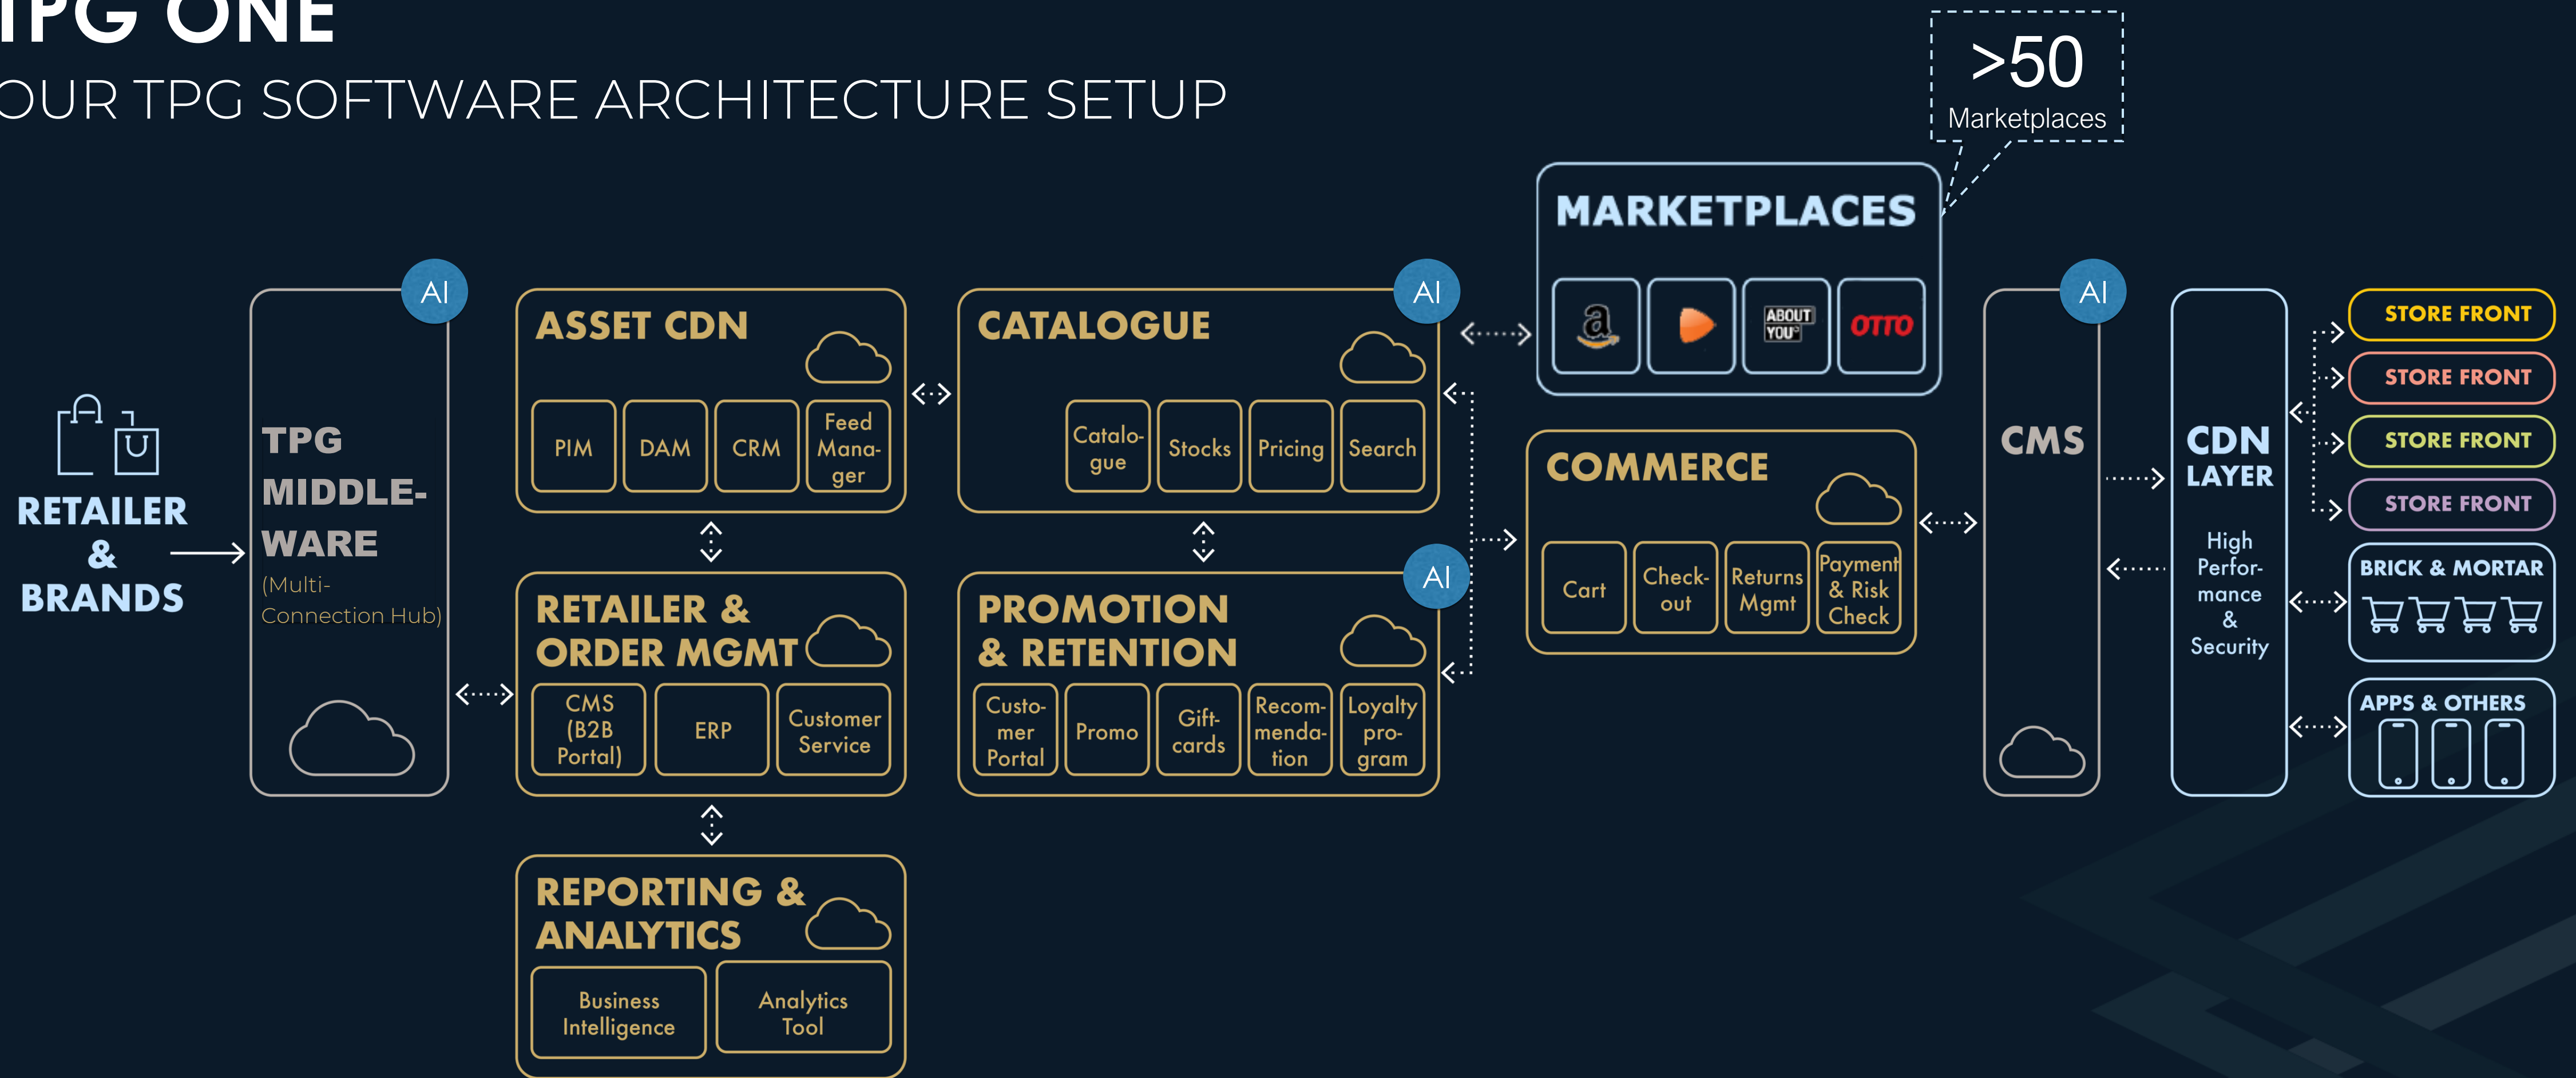 TPG ONE
OUR TPG SOFTWARE ARCHITECTURE SETUP
>50
Marketplaces
RETAILER
&
BRANDS
AI
TPG
MIDDLE-
WARE
(Multi-
Connection Hub)
ASSET CDN
PIM
DAM
CRM
Feed
Mana-
ger
RETAILER &
ORDER MGMT
CMS
(B2B
Portal)
ERP
Customer
Service
REPORTING &
ANALYTICS
Business
Intelligence
Analytics
Tool
AI
CATALOGUE
Catalo-
gue
Stocks
Pricing
Search
AI
PROMOTION
& RETENTION
Custo-
mer
Portal
Promo
Gift-
cards
Recom-
menda-
tion
Loyalty
pro-
gram
MARKETPLACES
a
ABOUT
YOU°
OTTO
COMMERCE
Cart
Check-
out
Returns
Mgmt
Payment
& Risk
Check
AI
CMS
CDN
LAYER
High
Perfor-
mance
&
Security
STORE FRONT
STORE FRONT
STORE FRONT
STORE FRONT
BRICK & MORTAR
APPS & OTHERS